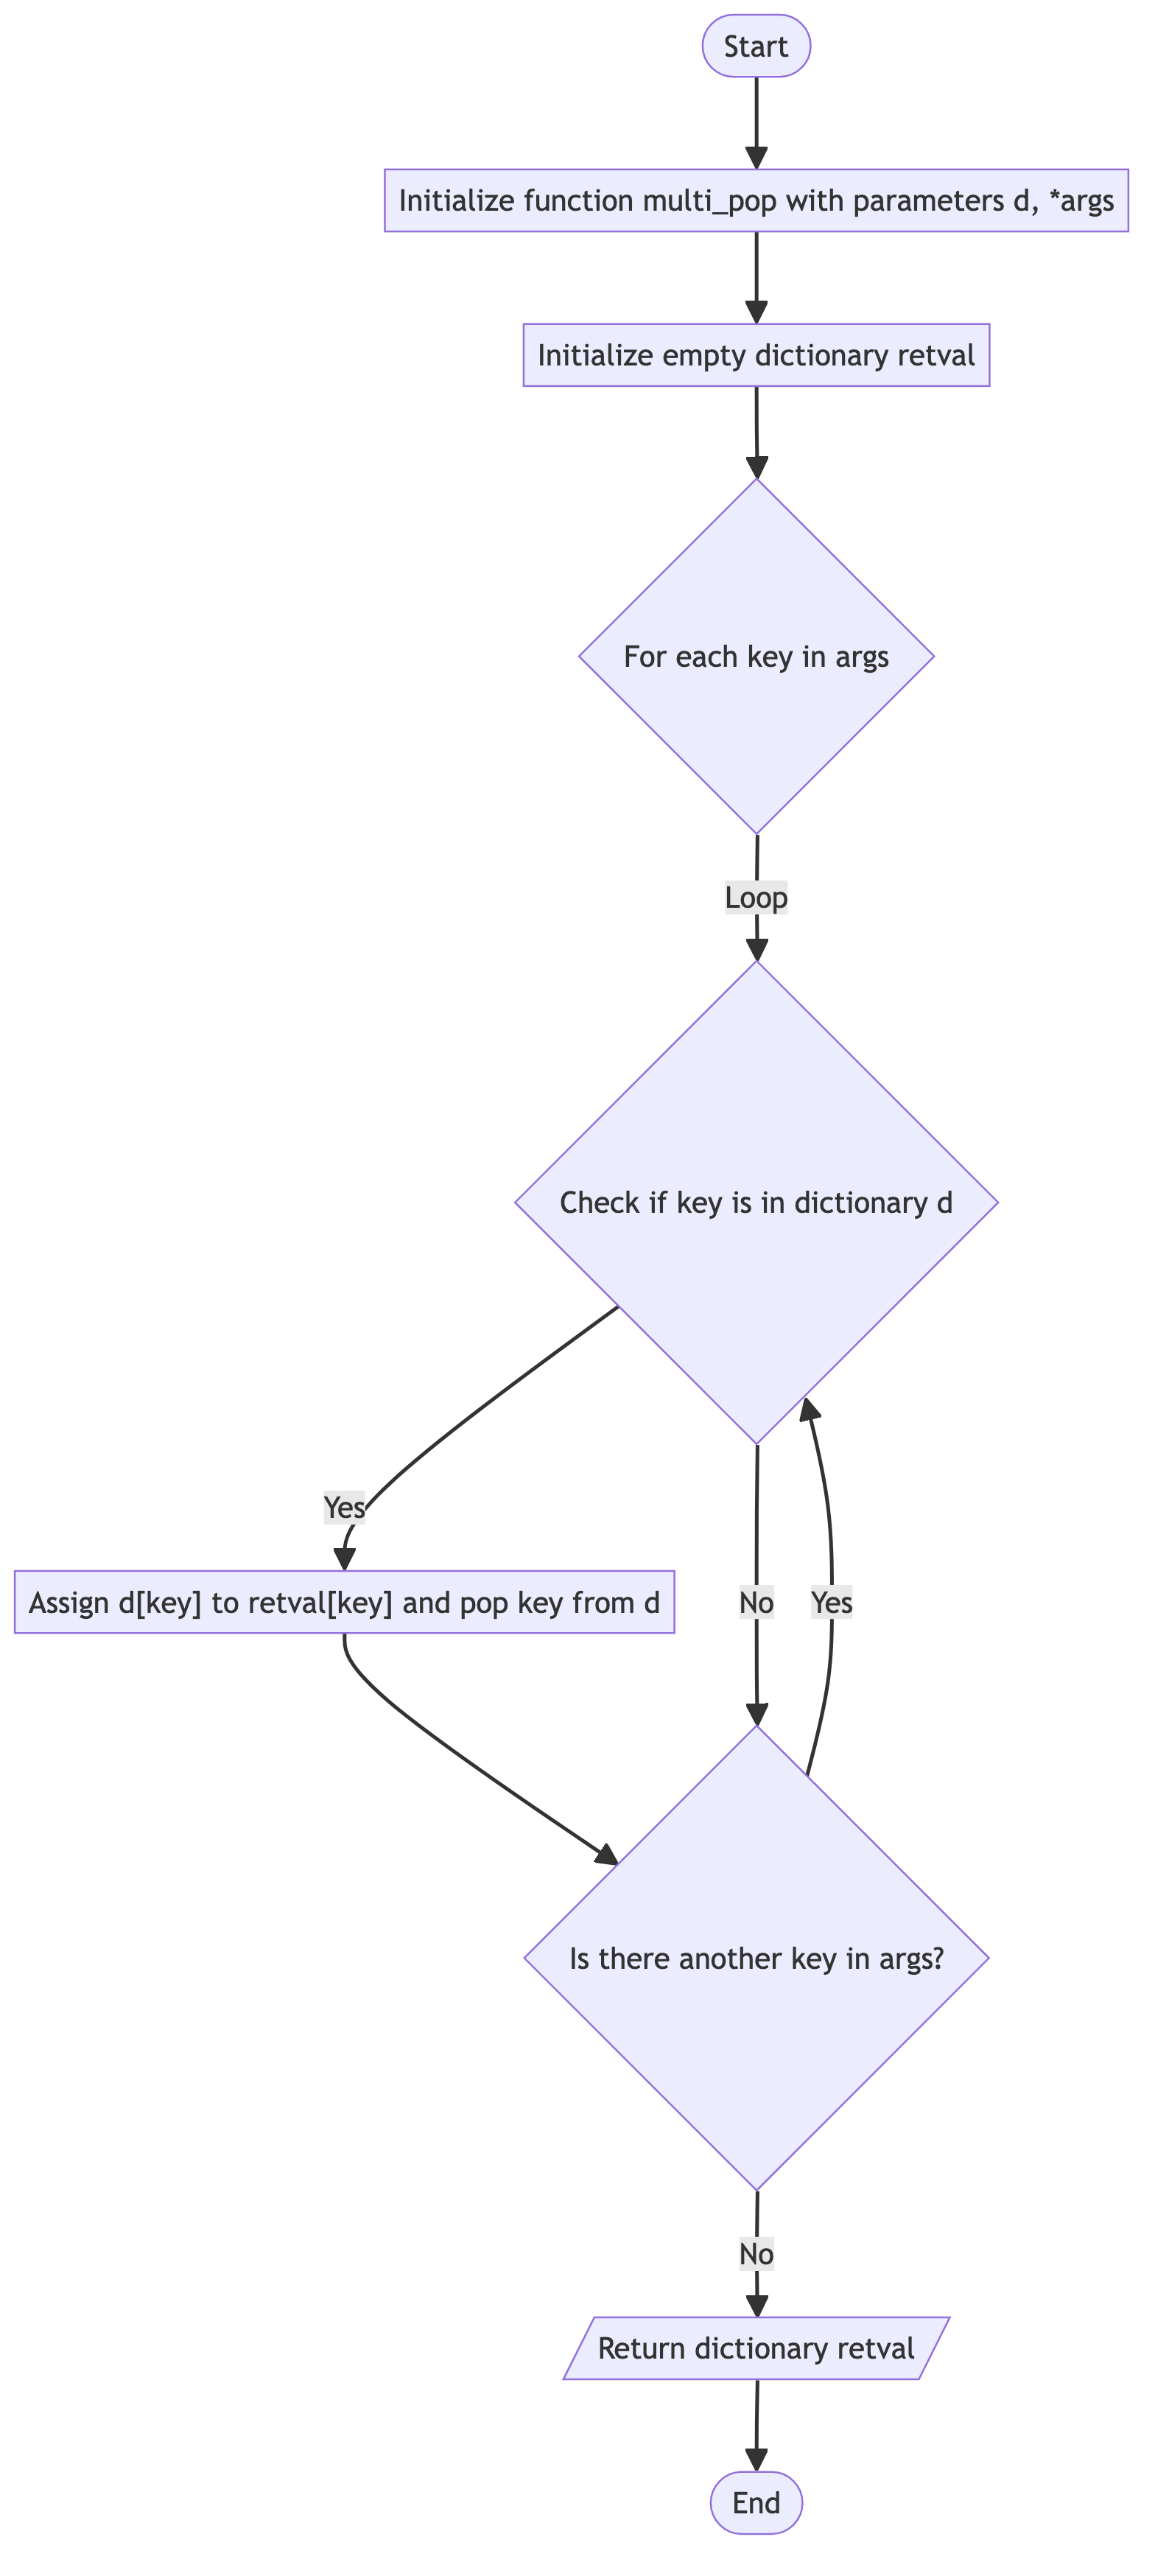 Start
Initialize function multi_pop with parameters d, *args
Initialize empty dictionary retval
For each key in args
Loop
Check if key is in dictionary d
Yes
Assign d[key] to retval[key] and pop key from d
No
Yes
Is there another key in args?
No
Return dictionary retval
End